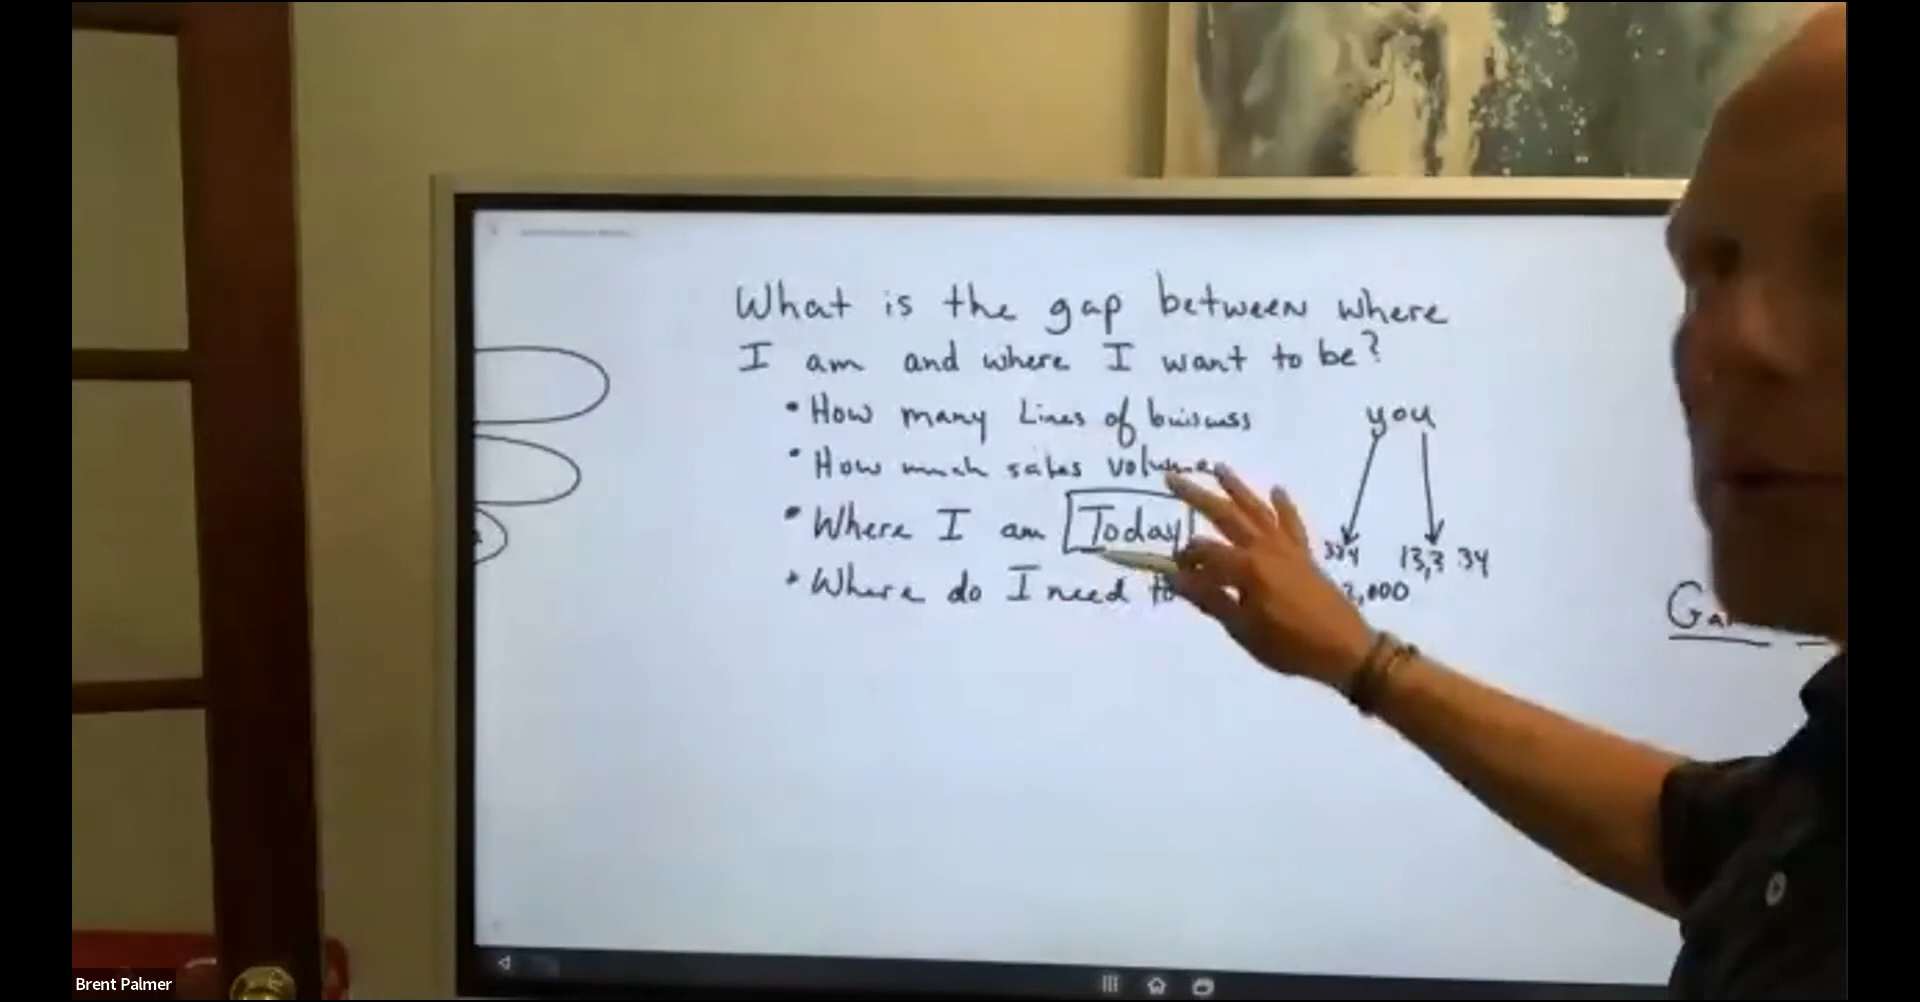 What is the gap between where
I am and where I want to be?
• How many Lines of buisness
• How much sales volume
• Where I am Today
• Where do I need to
you
334 13,3 34
,000
Brent Palmer